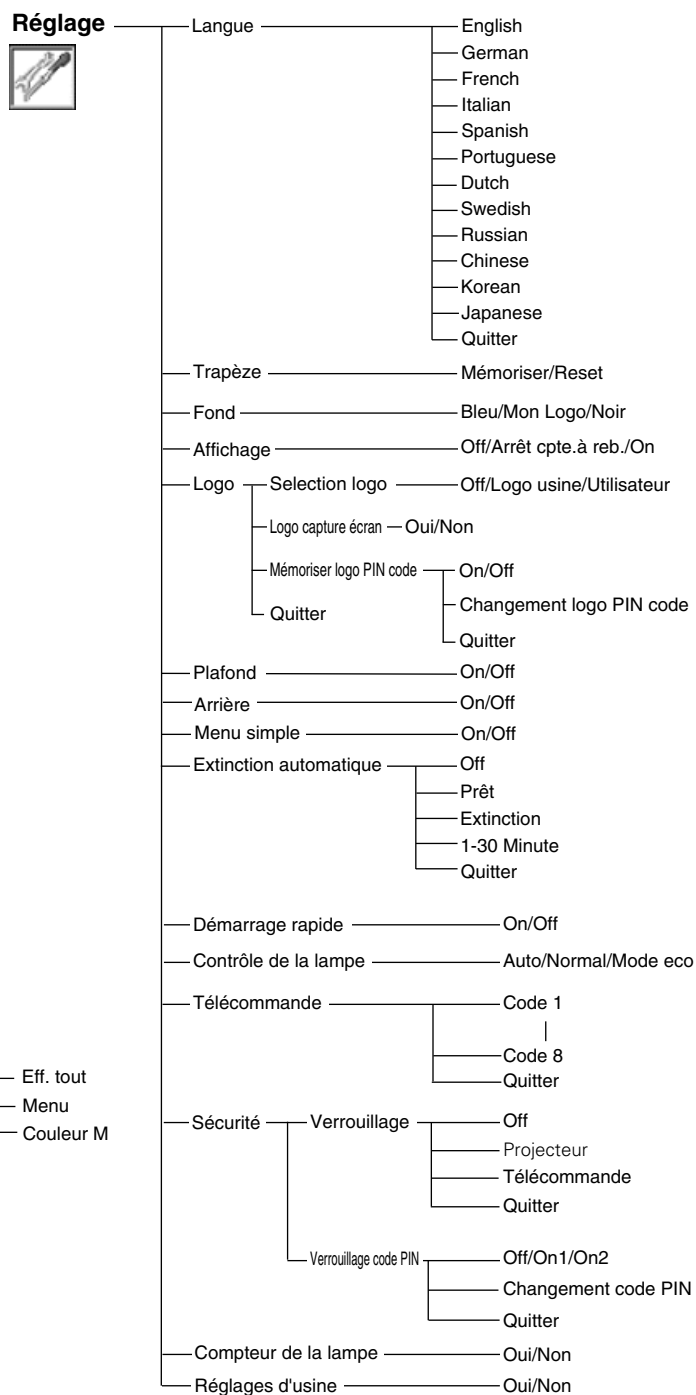 Réglage
Langue
English
German
French
Italian
Spanish
Portuguese
Dutch
Swedish
Russian
Chinese
Korean
Japanese
Quitter
Trapèze
Mémoriser/Reset
Fond
Bleu/Mon Logo/Noir
Affichage
Off/Arrêt cpte.à reb./On
Logo
Selection logo
Off/Logo usine/Utilisateur
Logo capture écran
Oui/Non
Mémoriser logo PIN code
On/Off
Changement logo PIN code
Quitter
Quitter
Plafond
On/Off
Arrière
On/Off
Menu simple
On/Off
Extinction automatique
Off
Prêt
Extinction
1-30 Minute
Quitter
Démarrage rapide
On/Off
Contrôle de la lampe
Auto/Normal/Mode eco
Télécommande
Code 1
Code 8
Quitter
Eff. tout
Menu
Couleur M
Sécurité
Verrouillage
Off
Projecteur
Télécommande
Quitter
Verrouillage code PIN
Off/On1/On2
Changement code PIN
Quitter
Compteur de la lampe
Oui/Non
Réglages d'usine
Oui/Non